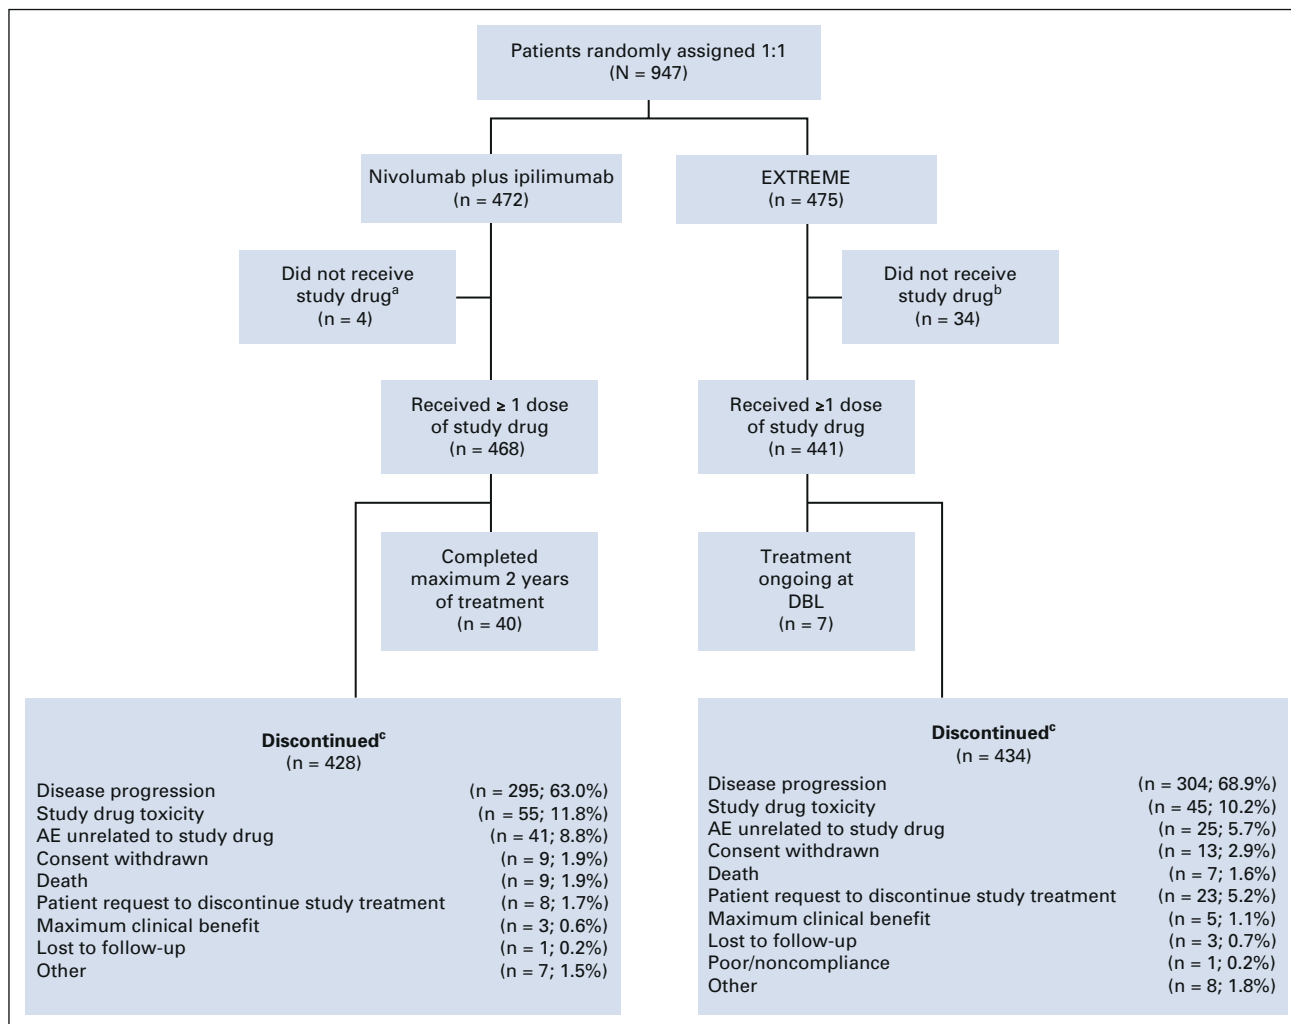 Patients randomly assigned 1:1
(N = 947)
Nivolumab plus ipilimumab
(n = 472)
EXTREME
(n = 475)
Did not receive
study drugᵃ
(n = 4)
Did not receive
study drugᵇ
(n = 34)
Received ≥ 1 dose
of study drug
(n = 468)
Received ≥1 dose
of study drug
(n = 441)
Completed
maximum 2 years
of treatment
(n = 40)
Treatment
ongoing at
DBL
(n = 7)
Discontinuedᶜ
(n = 428)
Disease progression (n = 295; 63.0%)
Study drug toxicity (n = 55; 11.8%)
AE unrelated to study drug (n = 41; 8.8%)
Consent withdrawn (n = 9; 1.9%)
Death (n = 9; 1.9%)
Patient request to discontinue study treatment (n = 8; 1.7%)
Maximum clinical benefit (n = 3; 0.6%)
Lost to follow-up (n = 1; 0.2%)
Other (n = 7; 1.5%)
Discontinuedᶜ
(n = 434)
Disease progression (n = 304; 68.9%)
Study drug toxicity (n = 45; 10.2%)
AE unrelated to study drug (n = 25; 5.7%)
Consent withdrawn (n = 13; 2.9%)
Death (n = 7; 1.6%)
Patient request to discontinue study treatment (n = 23; 5.2%)
Maximum clinical benefit (n = 5; 1.1%)
Lost to follow-up (n = 3; 0.7%)
Poor/noncompliance (n = 1; 0.2%)
Other (n = 8; 1.8%)